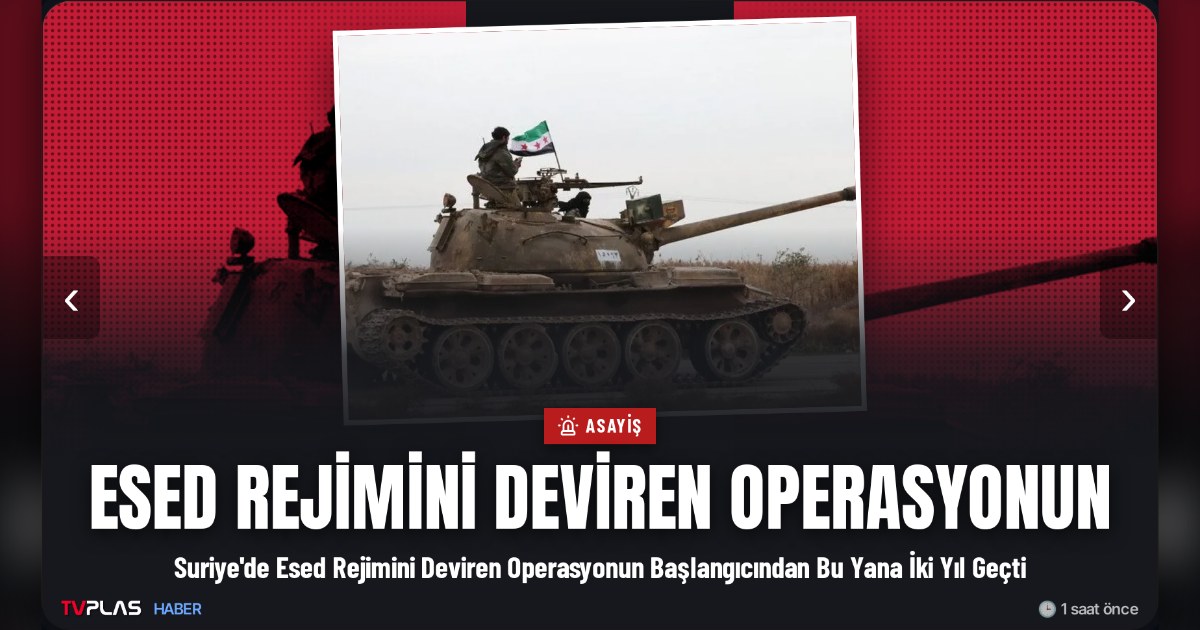 ASAYİŞ
ESED REJİMİNİ DEVİREN OPERASYONUN
Suriye'de Esed Rejimini Deviren Operasyonun Başlangıcından Bu Yana İki Yıl Geçti
TVPLAS HABER
1 saat önce